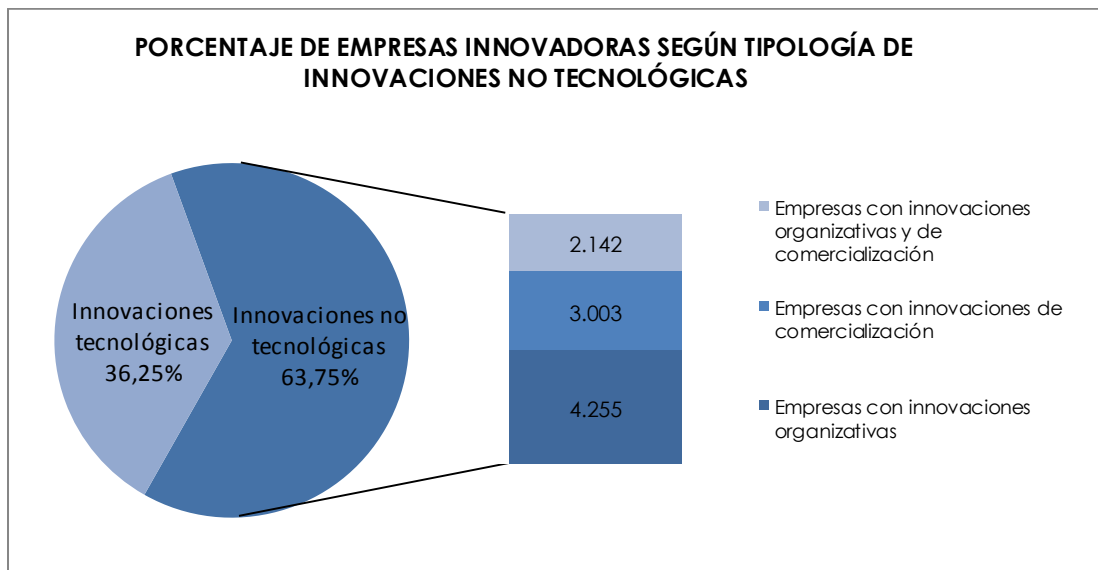 PORCENTAJE DE EMPRESAS INNOVADORAS SEGÚN TIPOLOGÍA DE
INNOVACIONES NO TECNOLÓGICAS
Innovaciones
tecnológicas
36,25%
Innovaciones no
tecnológicas
63,75%
2.142
3.003
4.255
Empresas con innovaciones
organizativas y de
comercialización
Empresas con innovaciones de
comercialización
Empresas con innovaciones
organizativas